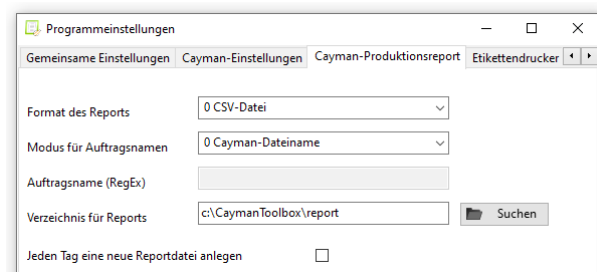 Programmeinstellungen
Gemeinsame Einstellungen Cayman-Einstellungen Cayman-Produktionsreport Etikettendrucker
Format des Reports 0 CSV-Datei
Modus für Auftragsnamen 0 Cayman-Dateiname
Auftragsname (RegEx)
Verzeichnis für Reports c:\CaymanToolbox\report Suchen
Jeden Tag eine neue Reportdatei anlegen